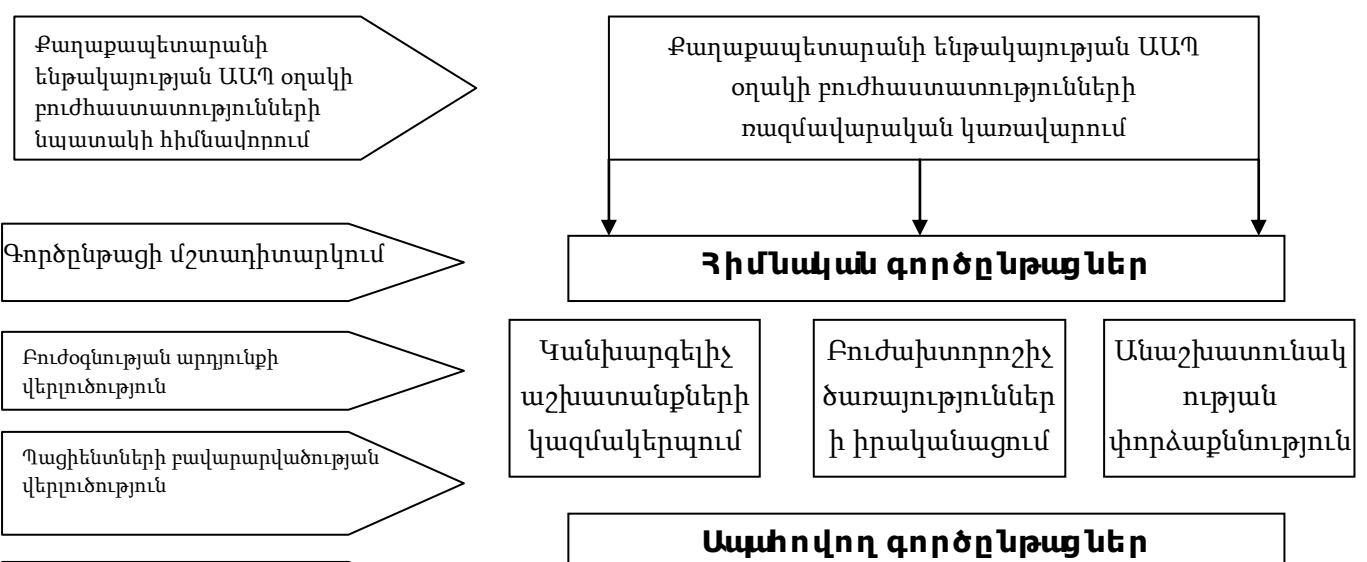 Քաղաքապետարանի
ենթակայության ԱԱՊ օղակի
բուժհաստատությունների
նպատակի հիմնավորում
Քաղաքապետարանի ենթակայության ԱԱՊ
օղակի բուժհաստատությունների
ռազմավարական կառավարում
Գործընթացի մշտադիտարկում
Հիմնական գործընթացներ
Բուժօգնության արդյունքի
վերլուծություն
Կանխարգելիչ
աշխատանքների
կազմակերպում
Բուժախտորոշիչ
ծառայություններ
ի իրականացում
Անաշխատունակ
ության
փորձաքննություն
Պացիենտների բավարարվածության
վերլուծություն
Ապահովող գործընթացներ